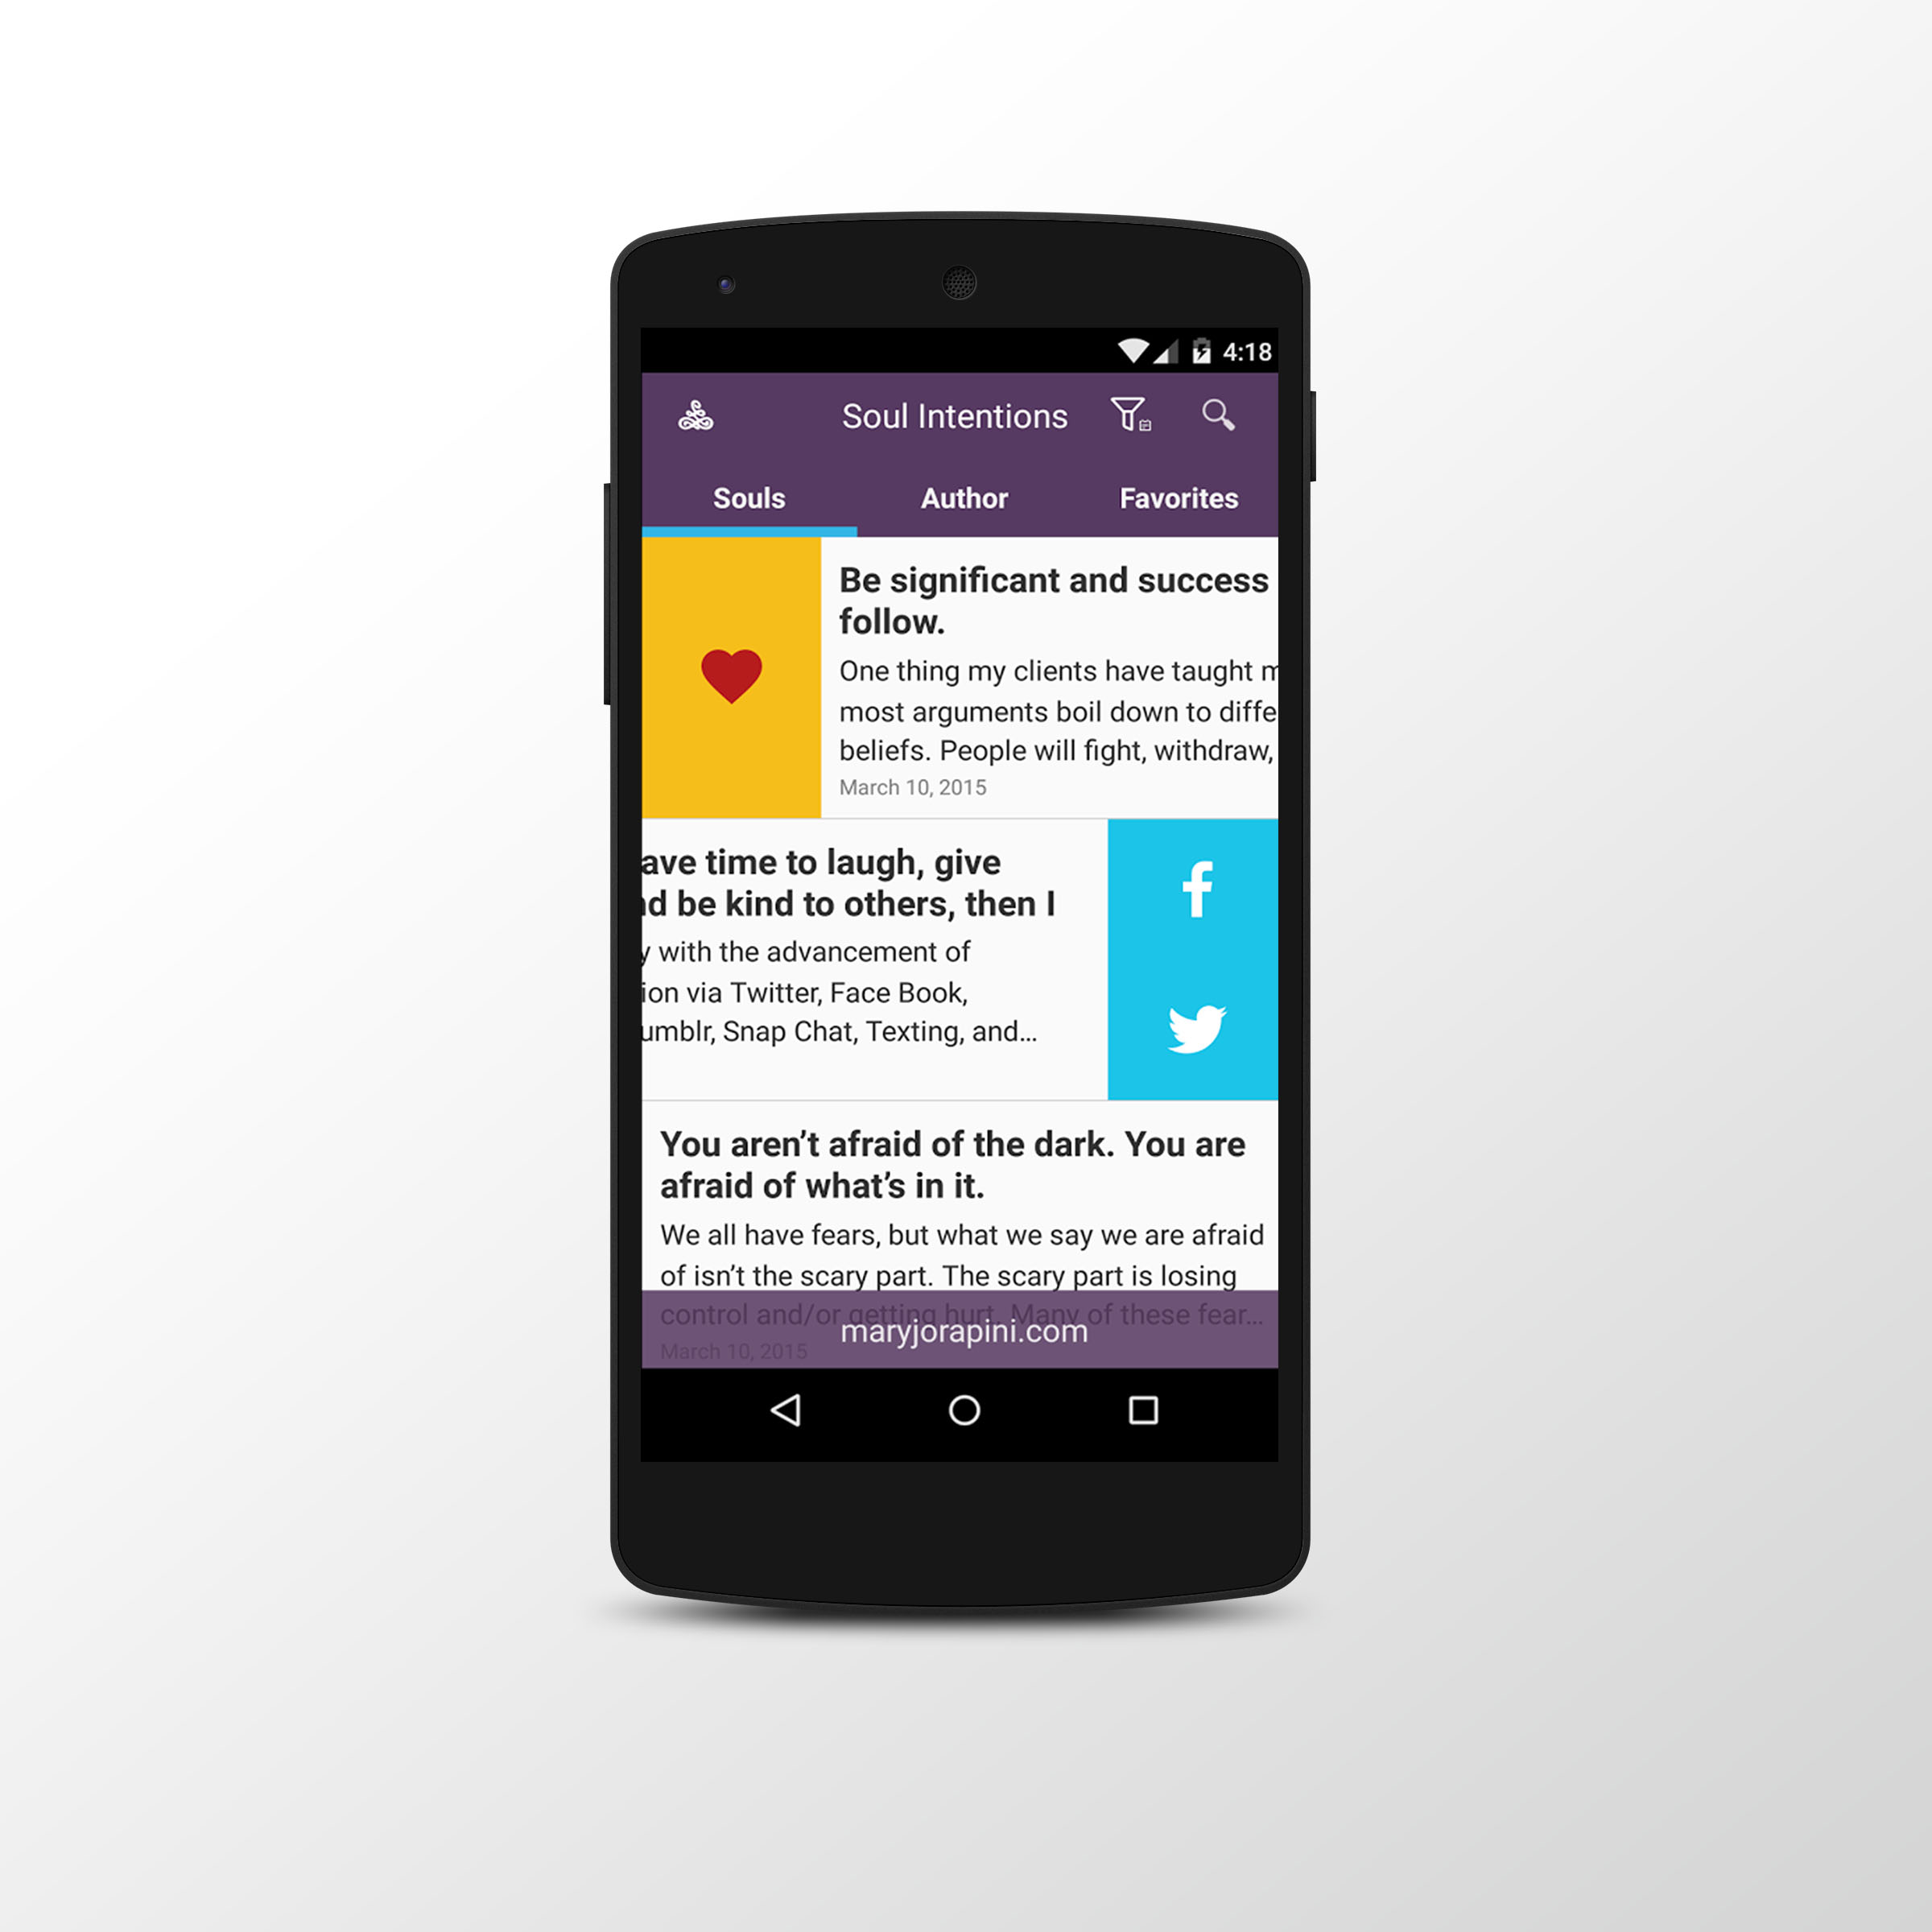 4:18
Soul Intentions
Souls Author Favorites
Be significant and success
follow.
One thing my clients have taught m
most arguments boil down to diffe
beliefs. People will fight, withdraw,
March 10, 2015
ave time to laugh, give
nd be kind to others, then I
y with the advancement of
ion via Twitter, Face Book,
umblr, Snap Chat, Texting, and...
You aren’t afraid of the dark. You are
afraid of what’s in it.
We all have fears, but what we say we are afraid
of isn’t the scary part. The scary part is losing
control and/or getting hurt. Many of these fear...
maryjorapini.com
March 10, 2015